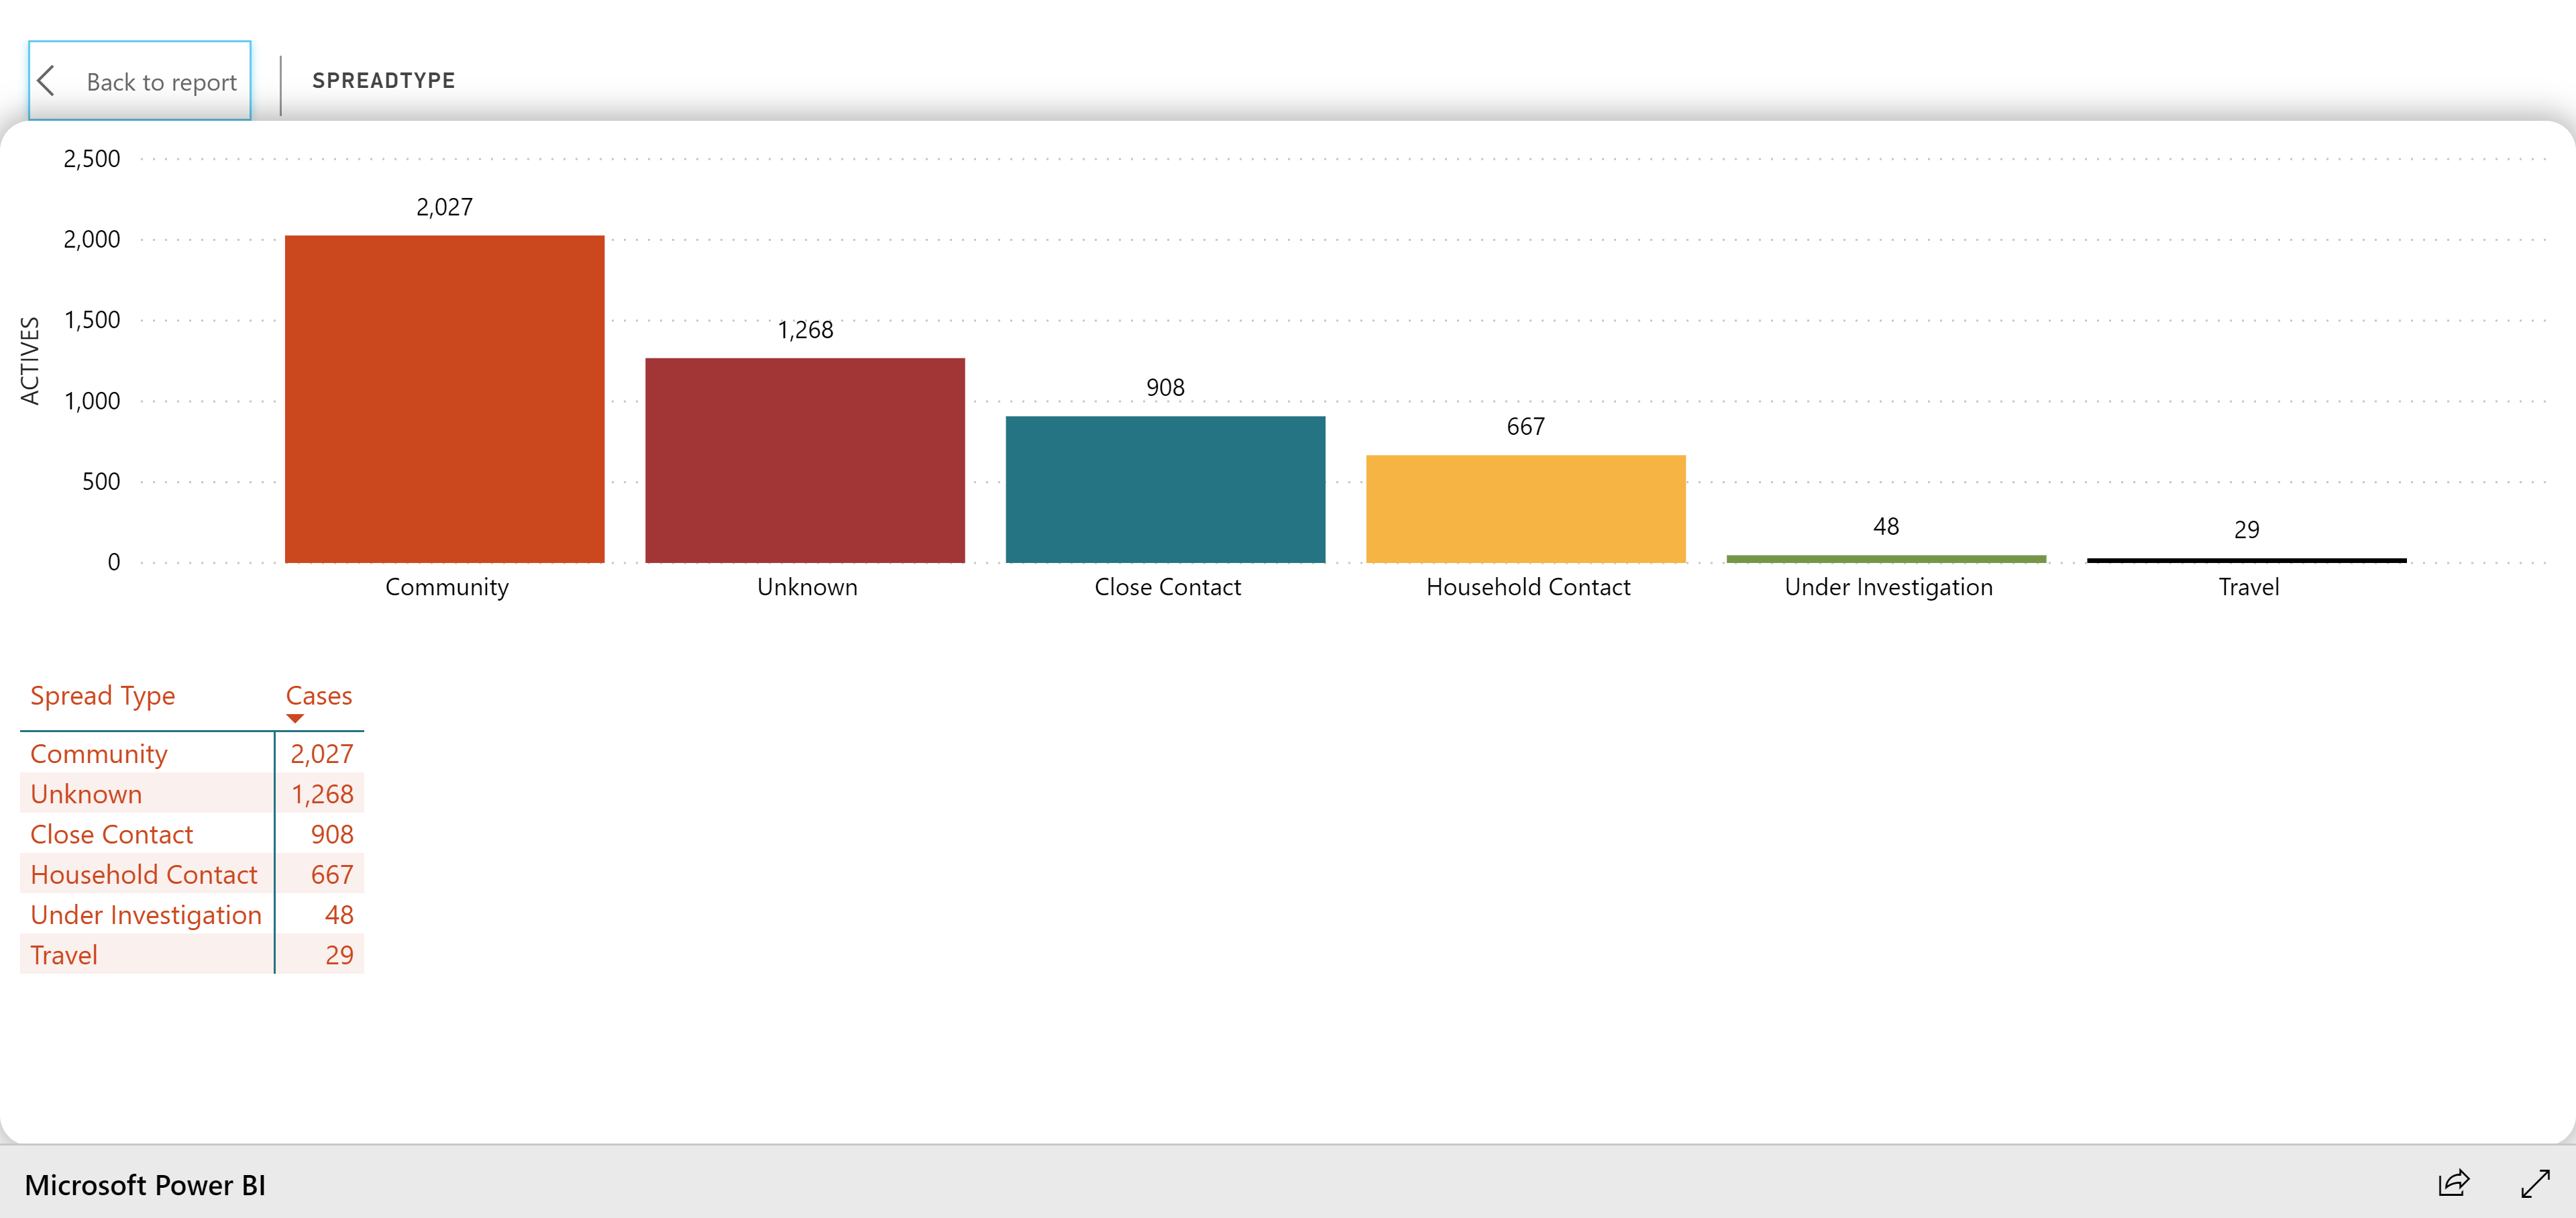 Back to report
SPREADTYPE
ACTIVES
2,500
2,000
1,500
1,000
500
0
2,027
1,268
908
667
48
29
Community
Unknown
Close Contact
Household Contact
Under Investigation
Travel
Spread Type Cases
Community 2,027
Unknown 1,268
Close Contact 908
Household Contact 667
Under Investigation 48
Travel 29
Microsoft Power BI